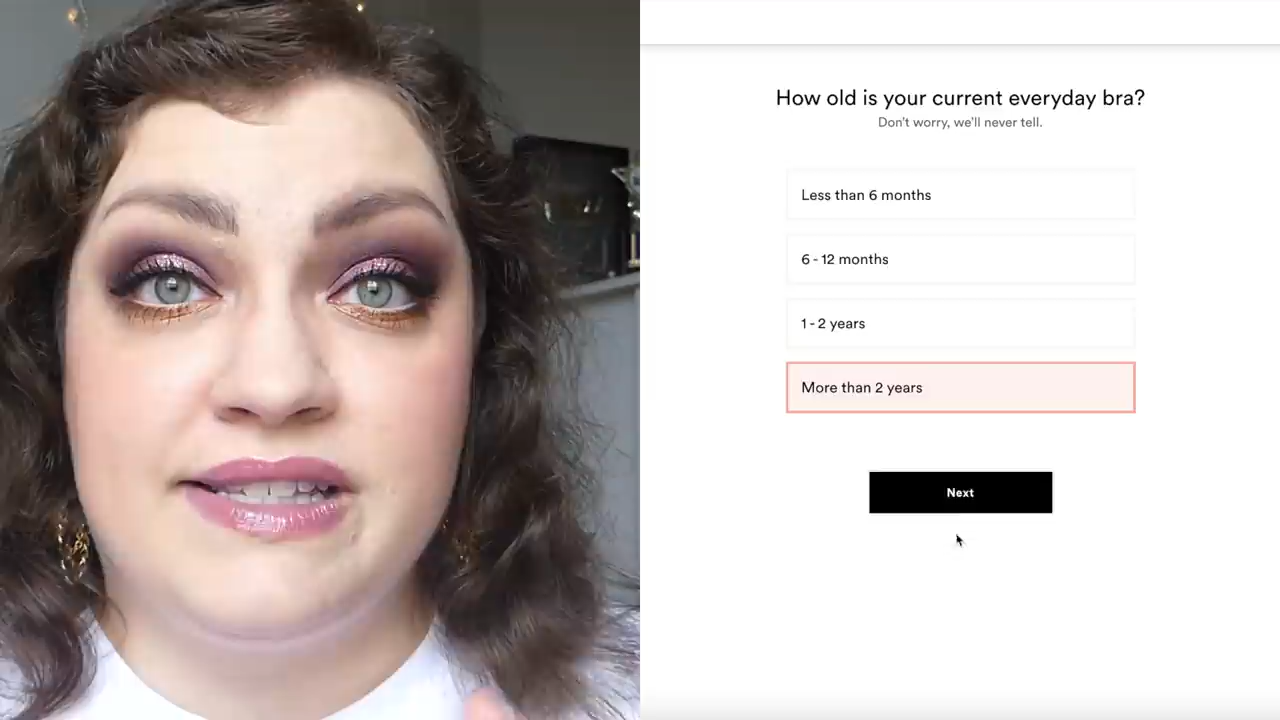 How old is your current everyday bra?
Don't worry, we'll never tell.
Less than 6 months
6 - 12 months
1 - 2 years
More than 2 years
Next